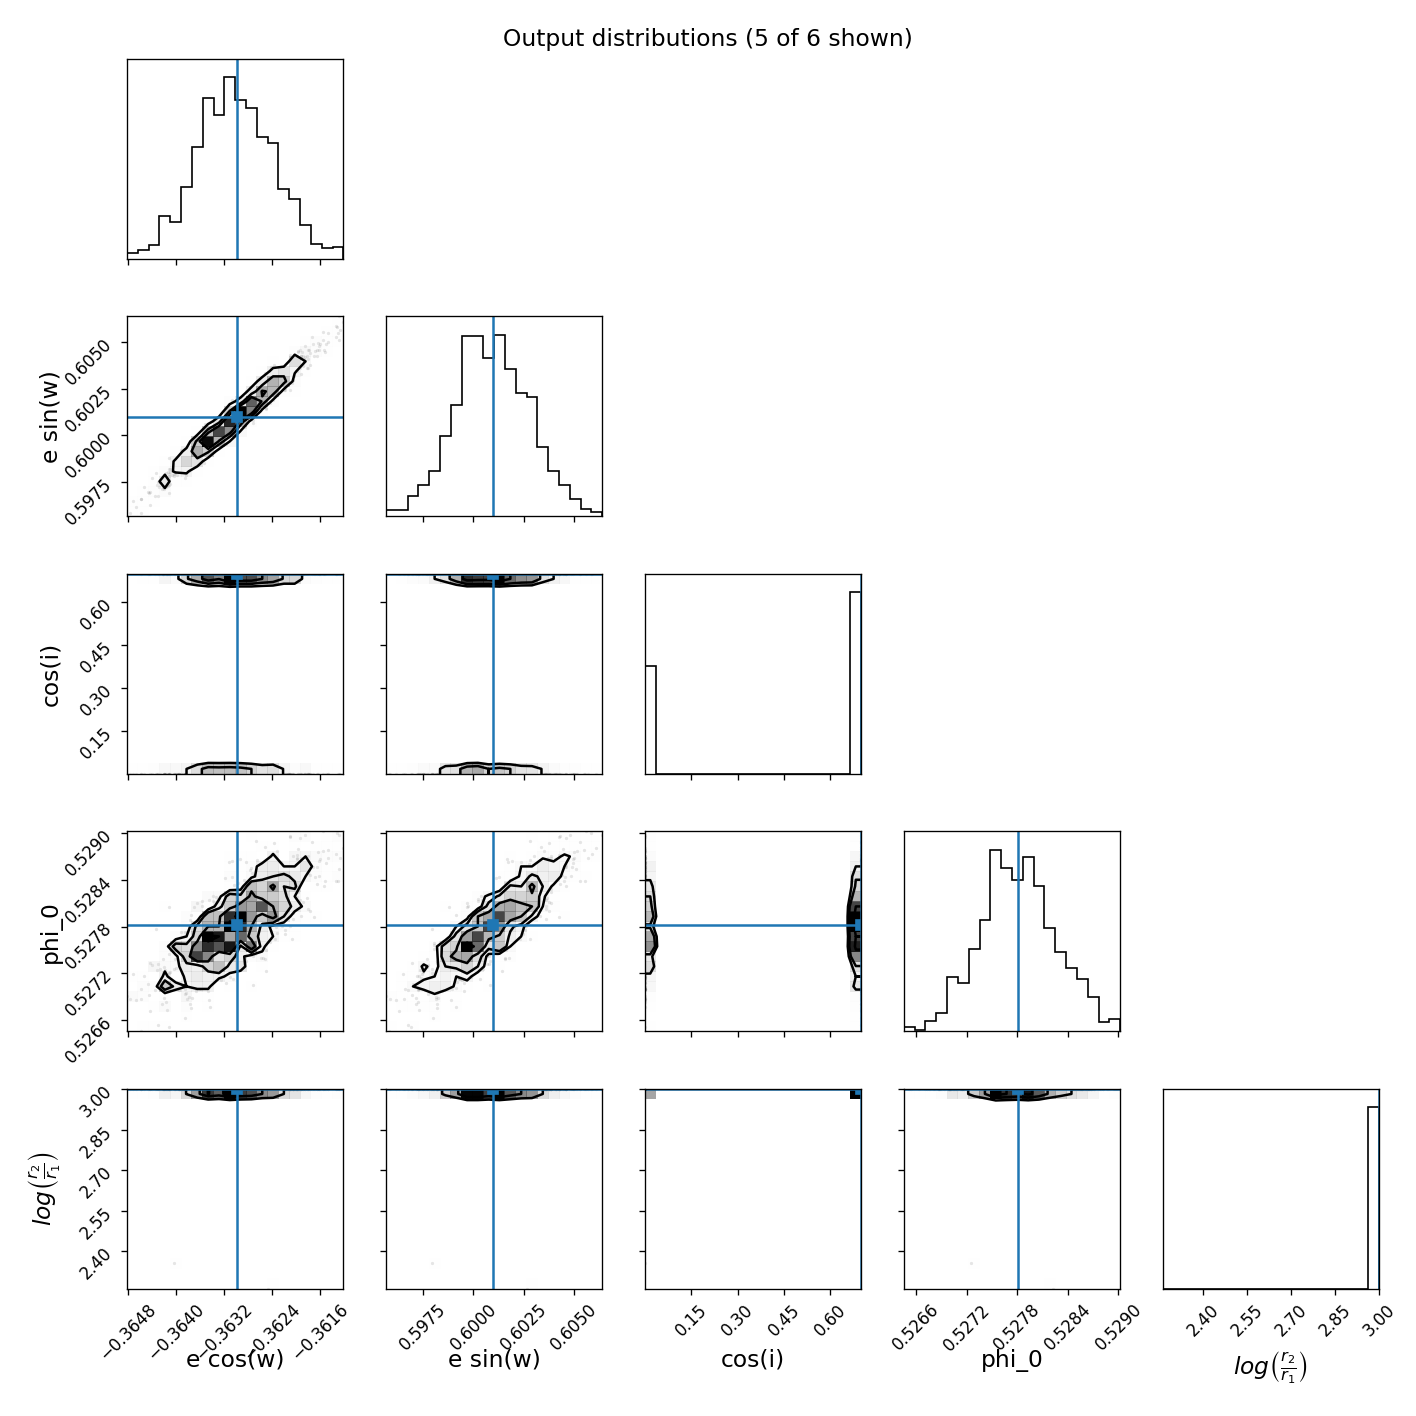 Output distributions (5 of 6 shown)
e sin(w)
0.6050
0.6025
0.6000
0.5975
cos(i)
0.60
0.45
0.30
0.15
phi_0
0.5290
0.5284
0.5278
0.5272
0.5266
log(r₂/r₁)
3.00
2.85
2.70
2.55
2.40
−0.3648 −0.3640 −0.3632 −0.3624 −0.3616
0.5975 0.6000 0.6025 0.6050
0.15 0.30 0.45 0.60
0.5266 0.5272 0.5278 0.5284 0.5290
2.40 2.55 2.70 2.85 3.00
e cos(w) e sin(w) cos(i) phi_0 log(r₂/r₁)